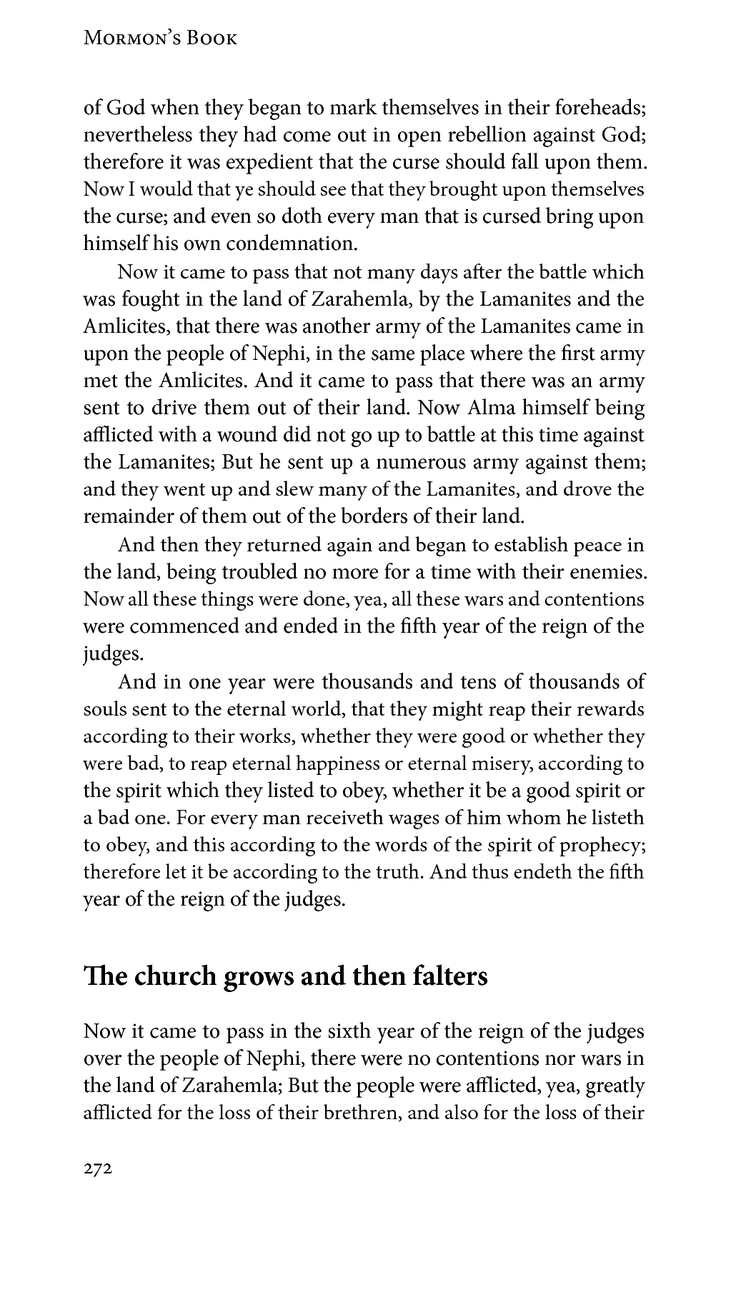 Mormon's Book
of God when they began to mark themselves in their foreheads;
nevertheless they had come out in open rebellion against God;
therefore it was expedient that the curse should fall upon them.
Now I would that ye should see that they brought upon themselves
the curse; and even so doth every man that is cursed bring upon
himself his own condemnation.
Now it came to pass that not many days after the battle which
was fought in the land of Zarahemla, by the Lamanites and the
Amlicites, that there was another army of the Lamanites came in
upon the people of Nephi, in the same place where the first army
met the Amlicites. And it came to pass that there was an army
sent to drive them out of their land. Now Alma himself being
afflicted with a wound did not go up to battle at this time against
the Lamanites; But he sent up a numerous army against them;
and they went up and slew many of the Lamanites, and drove the
remainder of them out of the borders of their land.
And then they returned again and began to establish peace in
the land, being troubled no more for a time with their enemies.
Now all these things were done, yea, all these wars and contentions
were commenced and ended in the fifth year of the reign of the
judges.
And in one year were thousands and tens of thousands of
souls sent to the eternal world, that they might reap their rewards
according to their works, whether they were good or whether they
were bad, to reap eternal happiness or eternal misery, according to
the spirit which they listed to obey, whether it be a good spirit or
a bad one. For every man receiveth wages of him whom he listeth
to obey, and this according to the words of the spirit of prophecy;
therefore let it be according to the truth. And thus endeth the fifth
year of the reign of the judges.
The church grows and then falters
Now it came to pass in the sixth year of the reign of the judges
over the people of Nephi, there were no contentions nor wars in
the land of Zarahemla; But the people were afflicted, yea, greatly
afflicted for the loss of their brethren, and also for the loss of their
272